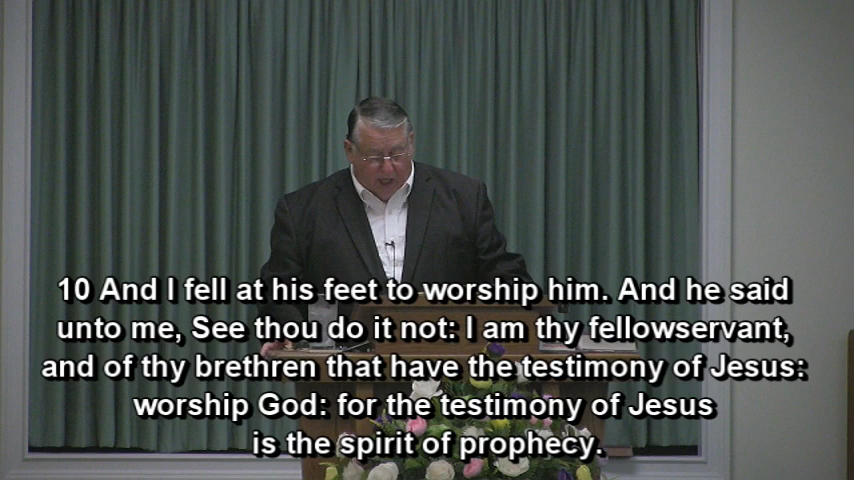 10 And I fell at his feet to worship him. And he said
unto me, See thou do it not: I am thy fellowservant,
and of thy brethren that have the testimony of Jesus:
worship God: for the testimony of Jesus
is the spirit of prophecy.